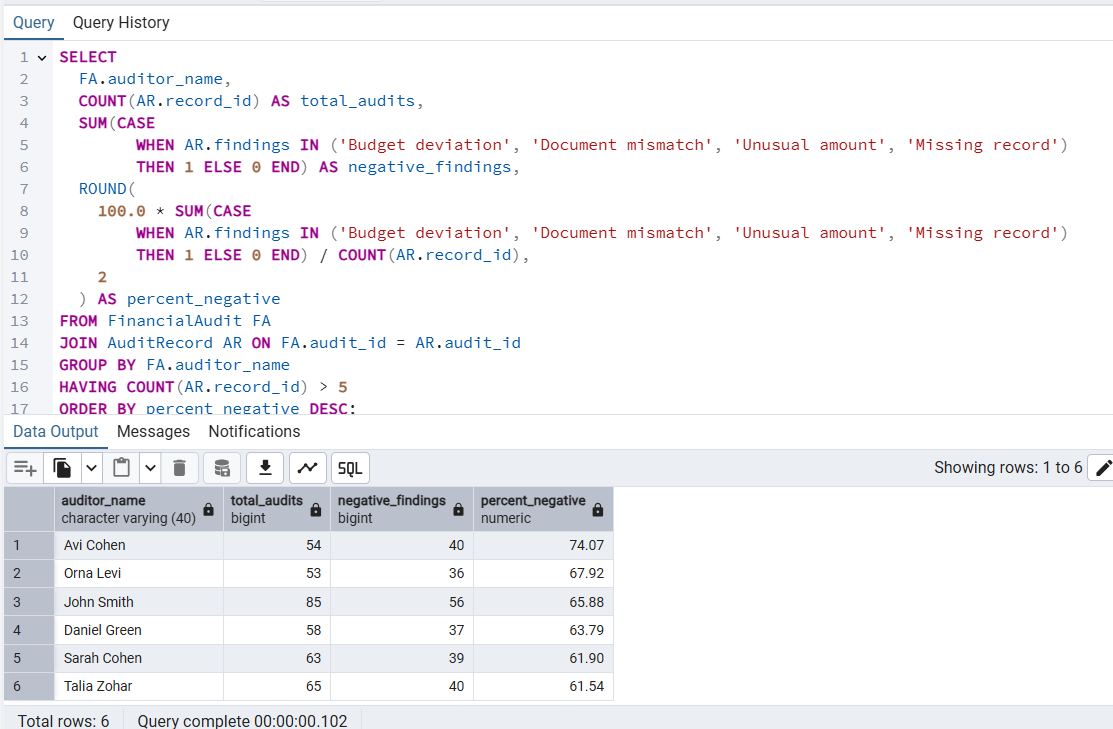 Query Query History
1 SELECT
2 FA.auditor_name,
3 COUNT(AR.record_id) AS total_audits,
4 SUM(CASE
5 WHEN AR.findings IN ('Budget deviation', 'Document mismatch', 'Unusual amount', 'Missing record')
6 THEN 1 ELSE 0 END) AS negative_findings,
7 ROUND(
8 100.0 * SUM(CASE
9 WHEN AR.findings IN ('Budget deviation', 'Document mismatch', 'Unusual amount', 'Missing record')
10 THEN 1 ELSE 0 END) / COUNT(AR.record_id),
11 2
12 ) AS percent_negative
13 FROM FinancialAudit FA
14 JOIN AuditRecord AR ON FA.audit_id = AR.audit_id
15 GROUP BY FA.auditor_name
16 HAVING COUNT(AR.record_id) > 5
17 ORDER BY percent_negative DESC;
Data Output Messages Notifications
SQL Showing rows: 1 to 6
auditor_name total_audits negative_findings percent_negative
character varying (40) bigint bigint numeric
1 Avi Cohen 54 40 74.07
2 Orna Levi 53 36 67.92
3 John Smith 85 56 65.88
4 Daniel Green 58 37 63.79
5 Sarah Cohen 63 39 61.90
6 Talia Zohar 65 40 61.54
Total rows: 6 Query complete 00:00:00.102